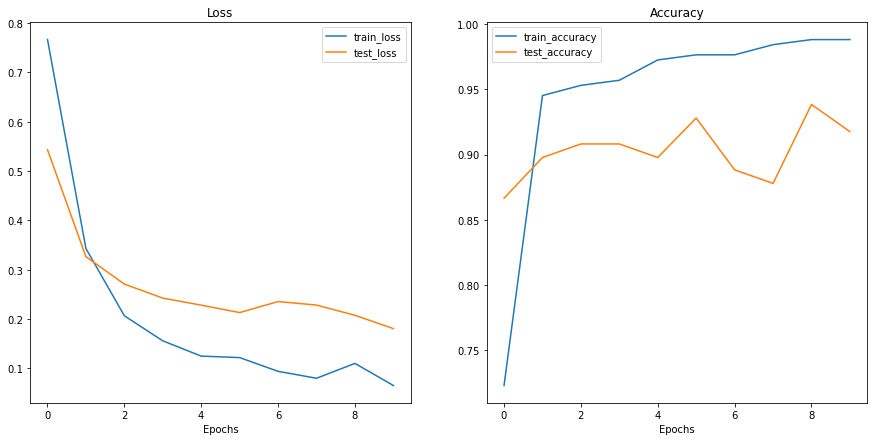 Loss
0.8
0.7
0.6
0.5
0.4
0.3
0.2
0.1
train_loss
test_loss
0 2 4 6 8
Epochs
Accuracy
1.00
0.95
0.90
0.85
0.80
0.75
train_accuracy
test_accuracy
0 2 4 6 8
Epochs